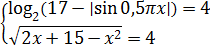 log₂(17 − |sin 0,5πx|) = 4
√(2x + 15 − x²) = 4